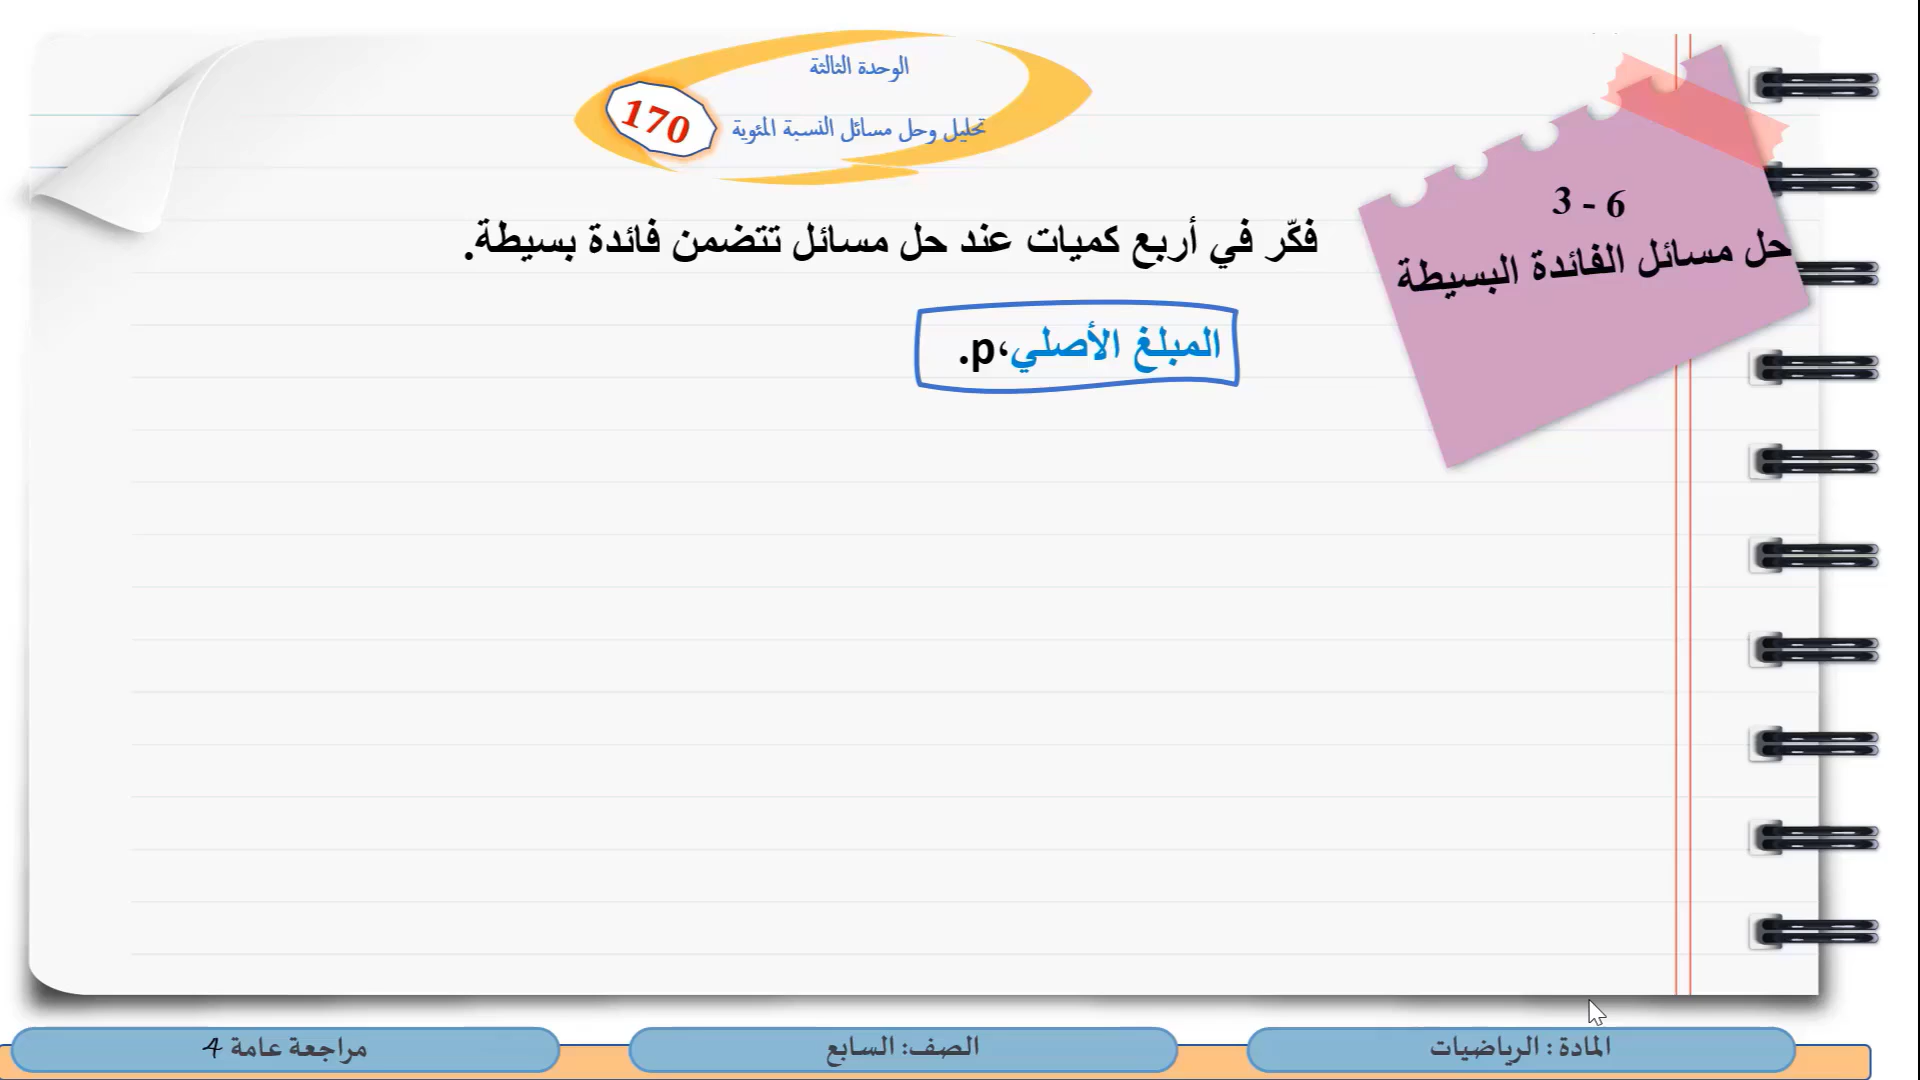 الوحدة الثالثة
170
تحليل وحل مسائل النسبة المئوية
3 - 6
حل مسائل الفائدة البسيطة
فكّر في أربع كميات عند حل مسائل تتضمن فائدة بسيطة.
المبلغ الأصلي، p.
المادة : الرياضيات
الصف: السابع
مراجعة عامة 4